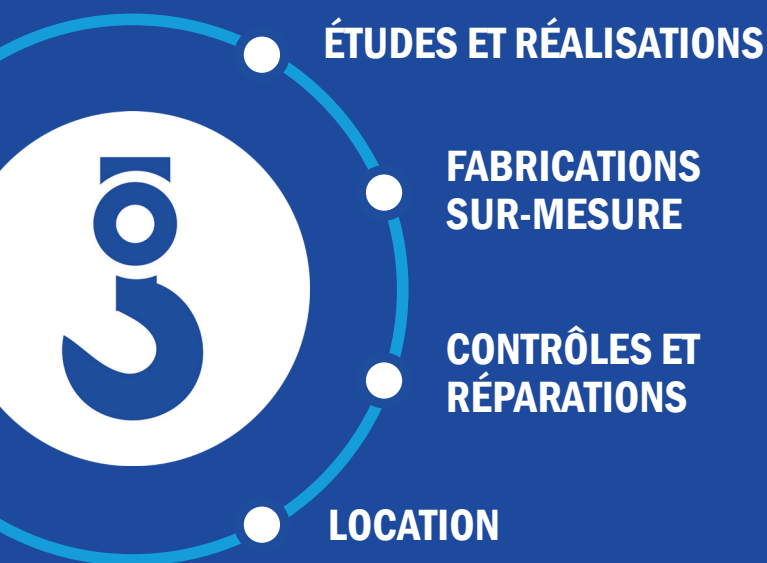 ÉTUDES ET RÉALISATIONS
FABRICATIONS
SUR-MESURE
CONTRÔLES ET
RÉPARATIONS
LOCATION